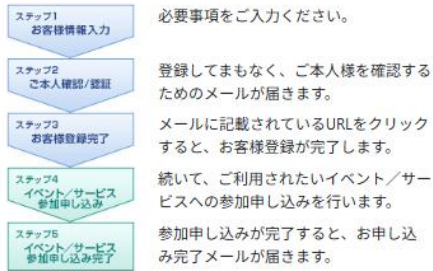 ステップ1
お客様情報入力
必要事項をご入力ください。
ステップ2
ご本人確認/認証
登録してまもなく、ご本人様を確認する
ためのメールが届きます。
ステップ3
お客様登録完了
メールに記載されているURLをクリック
すると、お客様登録が完了します。
ステップ4
イベント/サービス
参加申し込み
続いて、ご利用されたいイベント／サー
ビスへの参加申し込みを行います。
ステップ5
イベント/サービス
参加申し込み完了
参加申し込みが完了すると、お申し込
み完了メールが届きます。